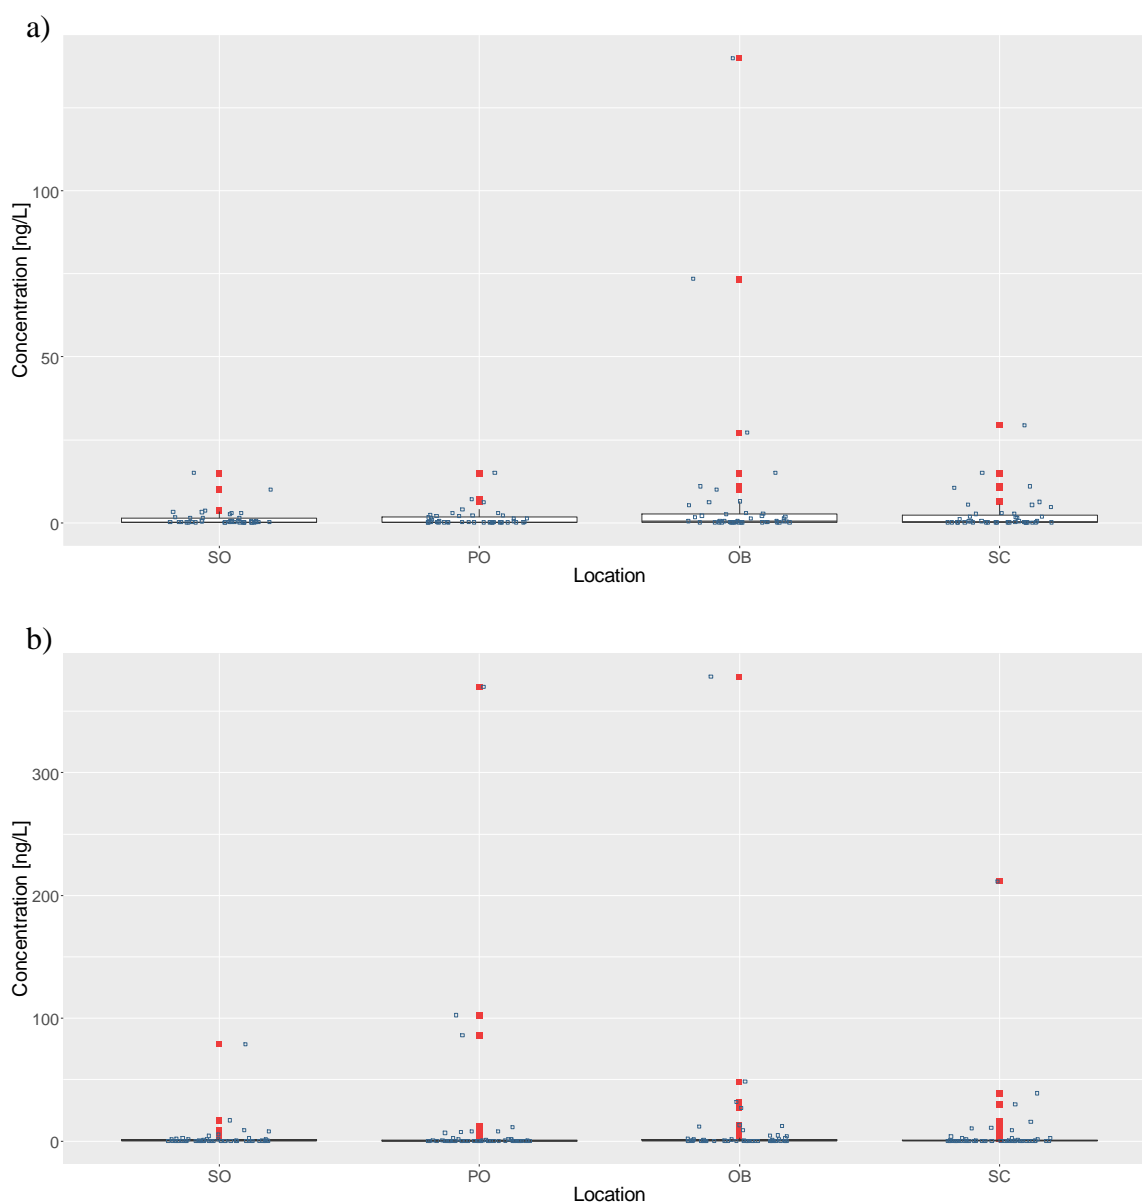 a)
Concentration [ng/L]
100
50
0
SO PO OB SC
Location
b)
Concentration [ng/L]
300
200
100
0
SO PO OB SC
Location